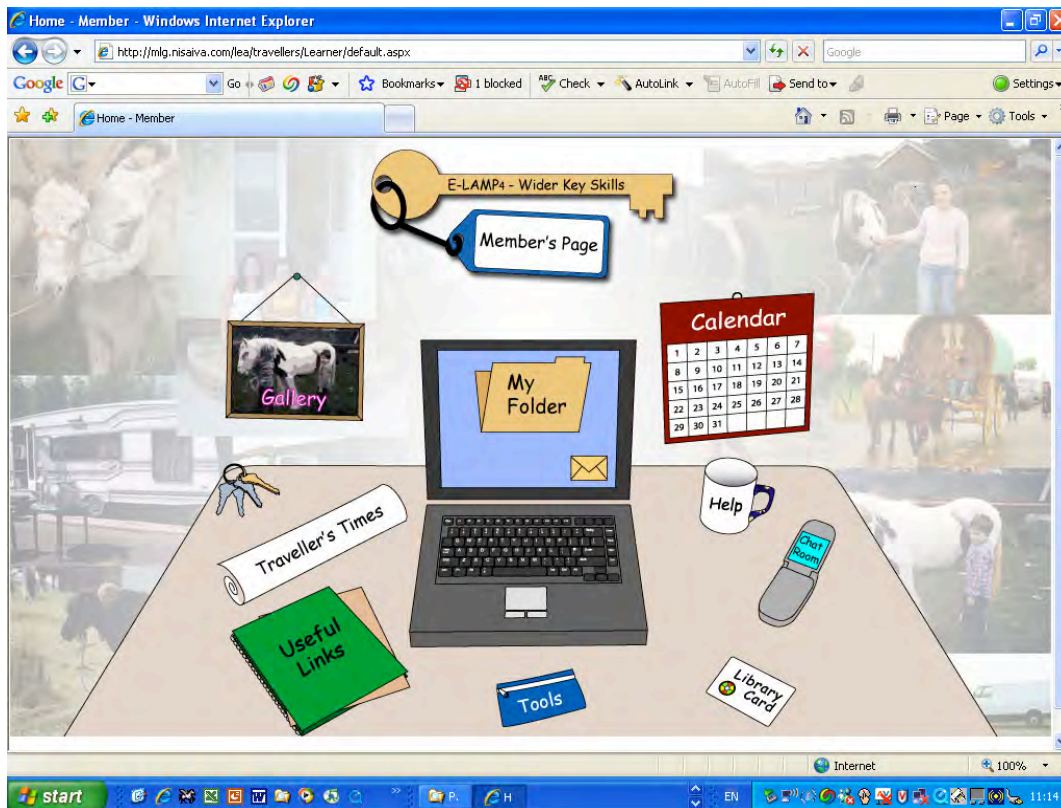 Home - Member - Windows Internet Explorer
http://mlg.nisaiva.com/lea/travellers/Learner/default.aspx
Google
Google G Go Bookmarks 1 blocked ABC Check AutoLink AutoFill Send to Settings
Home - Member Page Tools
E-LAMP4 - Wider Key Skills
Member's Page
Gallery
My
Folder
Calendar
1 2 3 4 5 6 7
8 9 10 11 12 13 14
15 16 17 18 19 20 21
22 23 24 25 26 27 28
29 30 31
Help
Traveller's Times
Chat
Room
Useful
Links
Tools
Library
Card
Internet 100%
start P. H EN 11:1